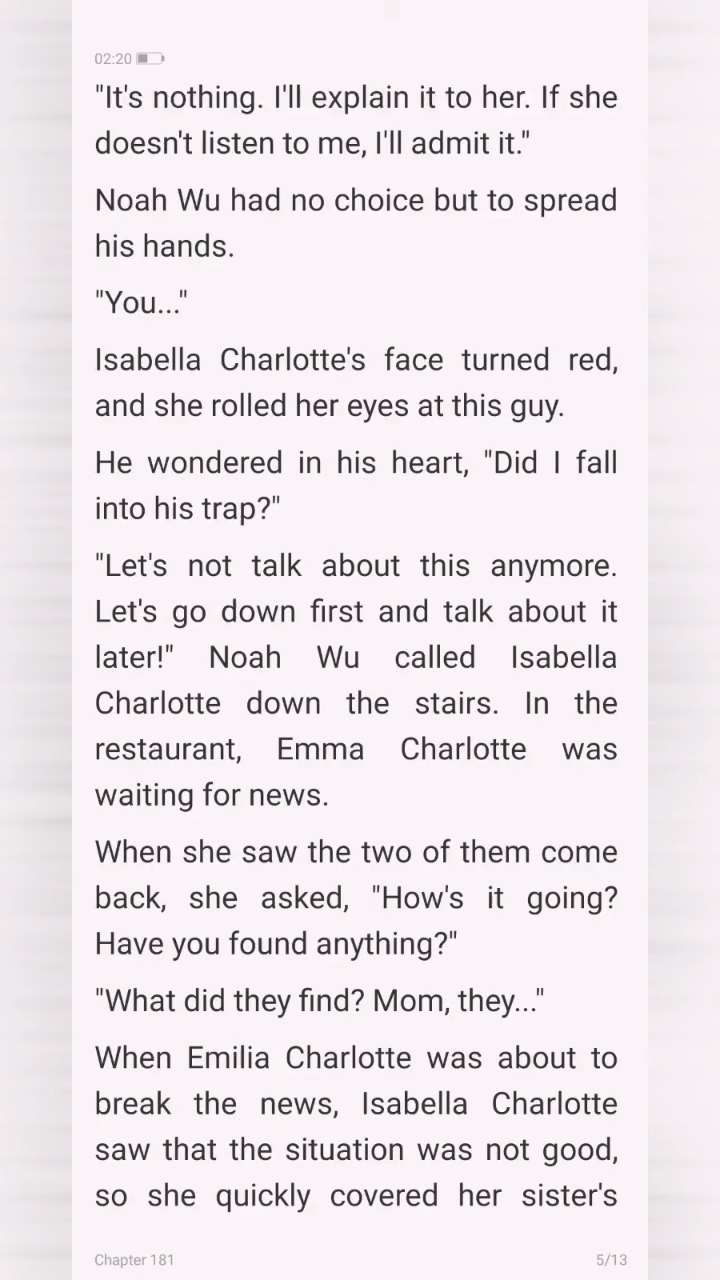 02:20
"It's nothing. I'll explain it to her. If she
doesn't listen to me, I'll admit it."
Noah Wu had no choice but to spread
his hands.
"You..."
Isabella Charlotte's face turned red,
and she rolled her eyes at this guy.
He wondered in his heart, "Did I fall
into his trap?"
"Let's not talk about this anymore.
Let's go down first and talk about it
later!" Noah Wu called Isabella
Charlotte down the stairs. In the
restaurant, Emma Charlotte was
waiting for news.
When she saw the two of them come
back, she asked, "How's it going?
Have you found anything?"
"What did they find? Mom, they..."
When Emilia Charlotte was about to
break the news, Isabella Charlotte
saw that the situation was not good,
so she quickly covered her sister's
Chapter 181
5/13